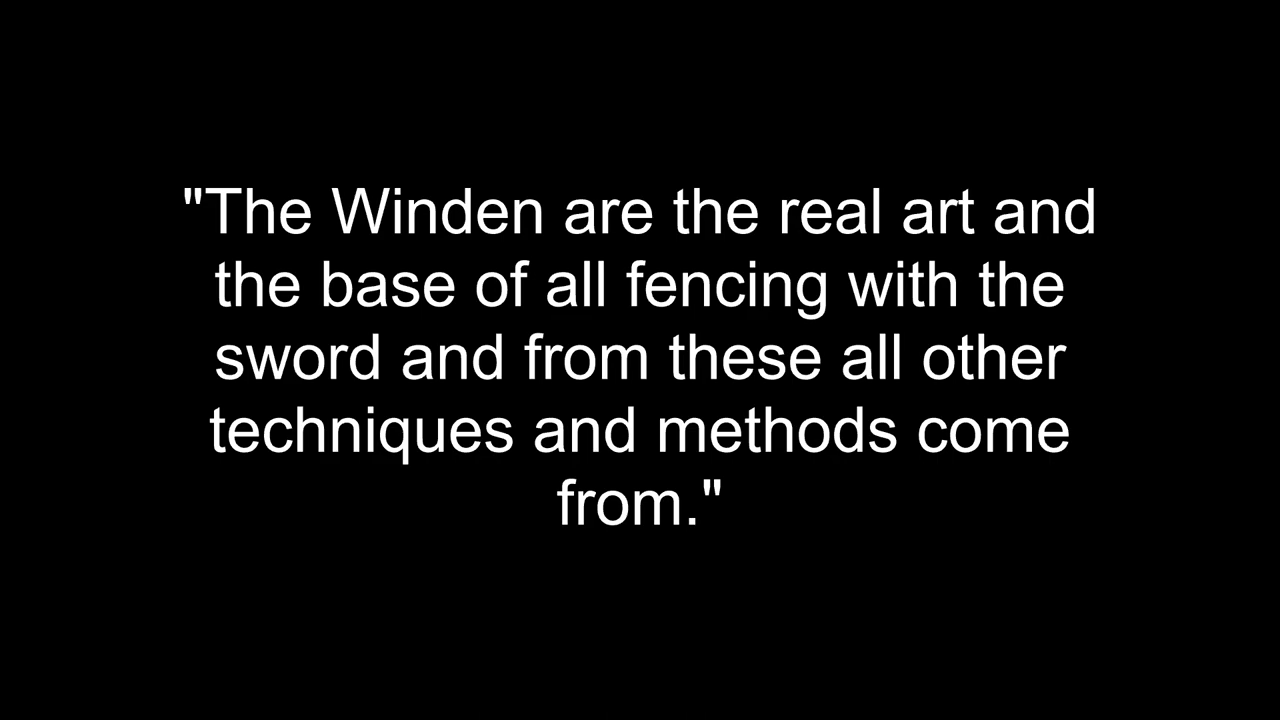 "The Winden are the real art and
the base of all fencing with the
sword and from these all other
techniques and methods come
from."